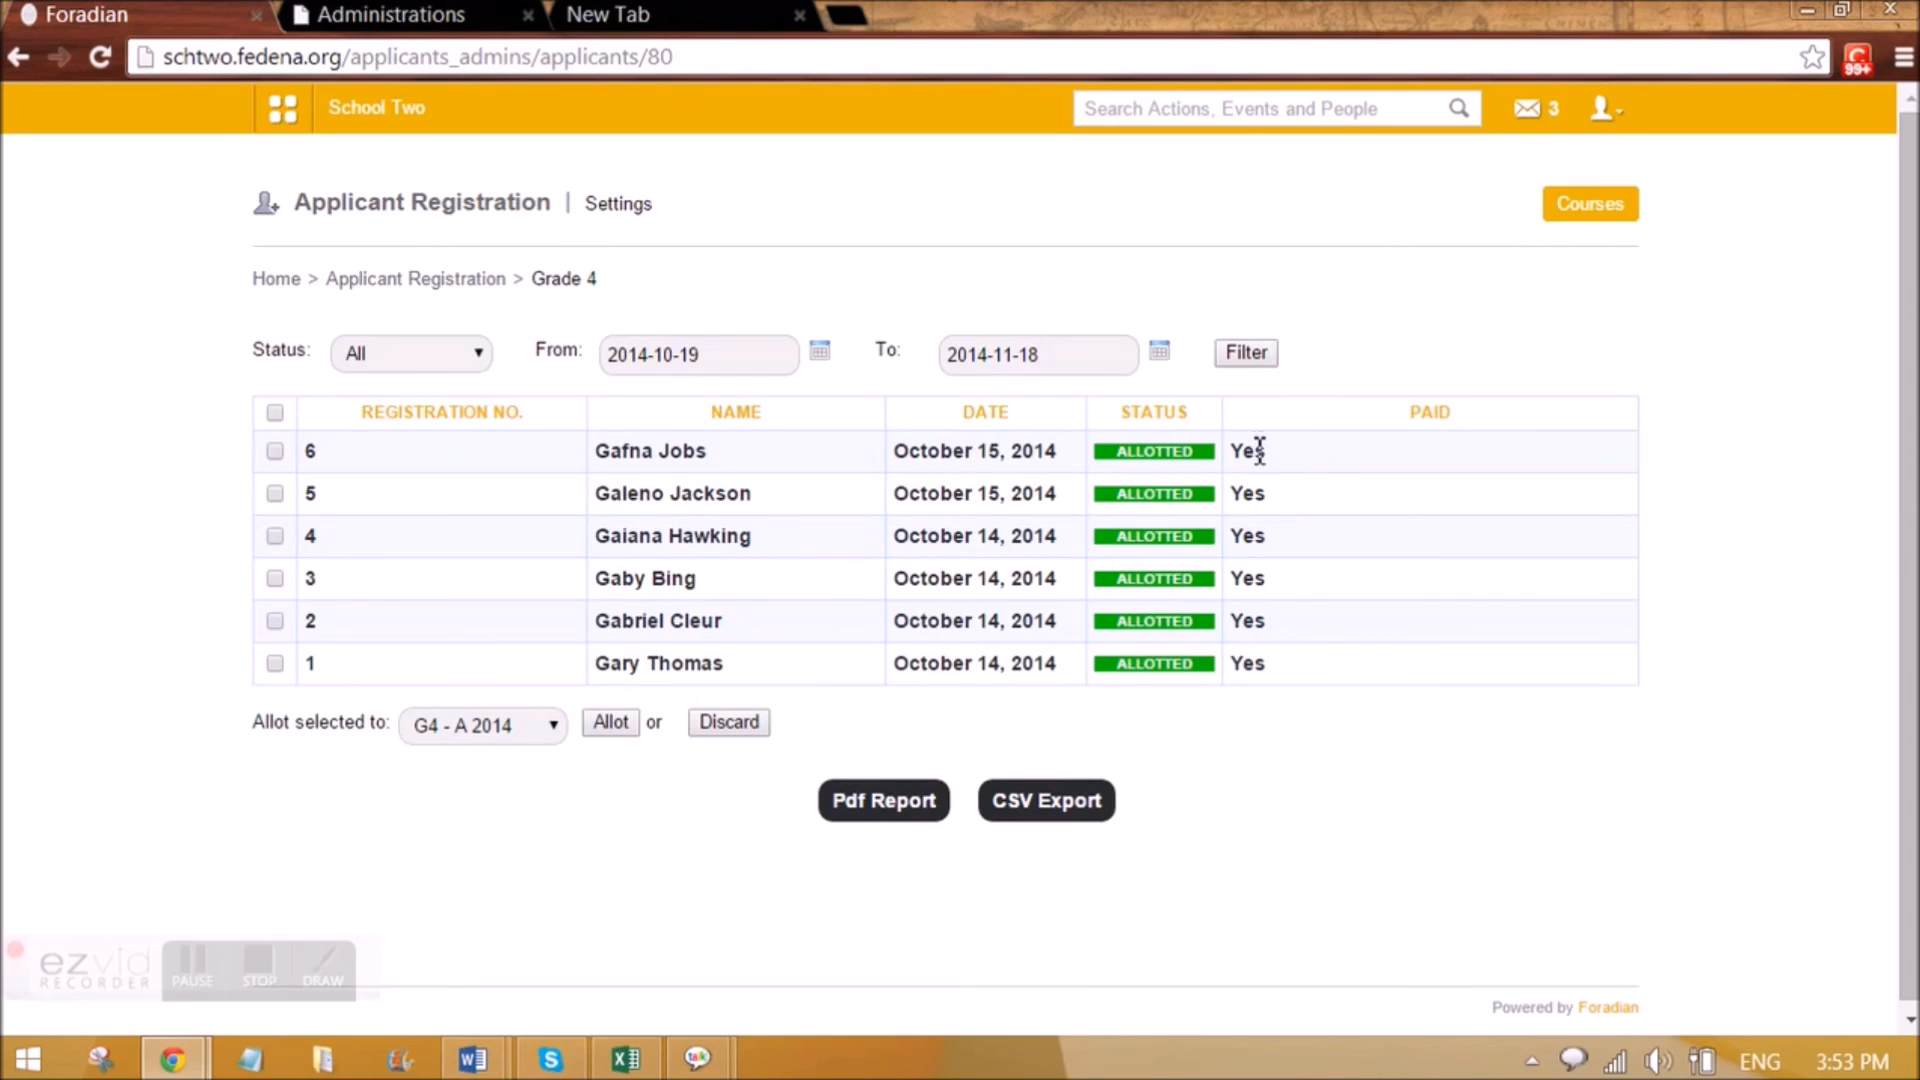 Foradian
Administrations
New Tab
schtwo.fedena.org/applicants_admins/applicants/80
99+
School Two
Search Actions, Events and People
3
Applicant Registration | Settings
Courses
Home > Applicant Registration > Grade 4
Status: All From: 2014-10-19 To: 2014-11-18 Filter
REGISTRATION NO. NAME DATE STATUS PAID
6 Gafna Jobs October 15, 2014 ALLOTTED Yes
5 Galeno Jackson October 15, 2014 ALLOTTED Yes
4 Gaiana Hawking October 14, 2014 ALLOTTED Yes
3 Gaby Bing October 14, 2014 ALLOTTED Yes
2 Gabriel Cleur October 14, 2014 ALLOTTED Yes
1 Gary Thomas October 14, 2014 ALLOTTED Yes
Allot selected to: G4 - A 2014 Allot or Discard
Pdf Report CSV Export
ezvid
RECORDER
PAUSE STOP DRAW
Powered by Foradian
talk
ENG 3:53 PM